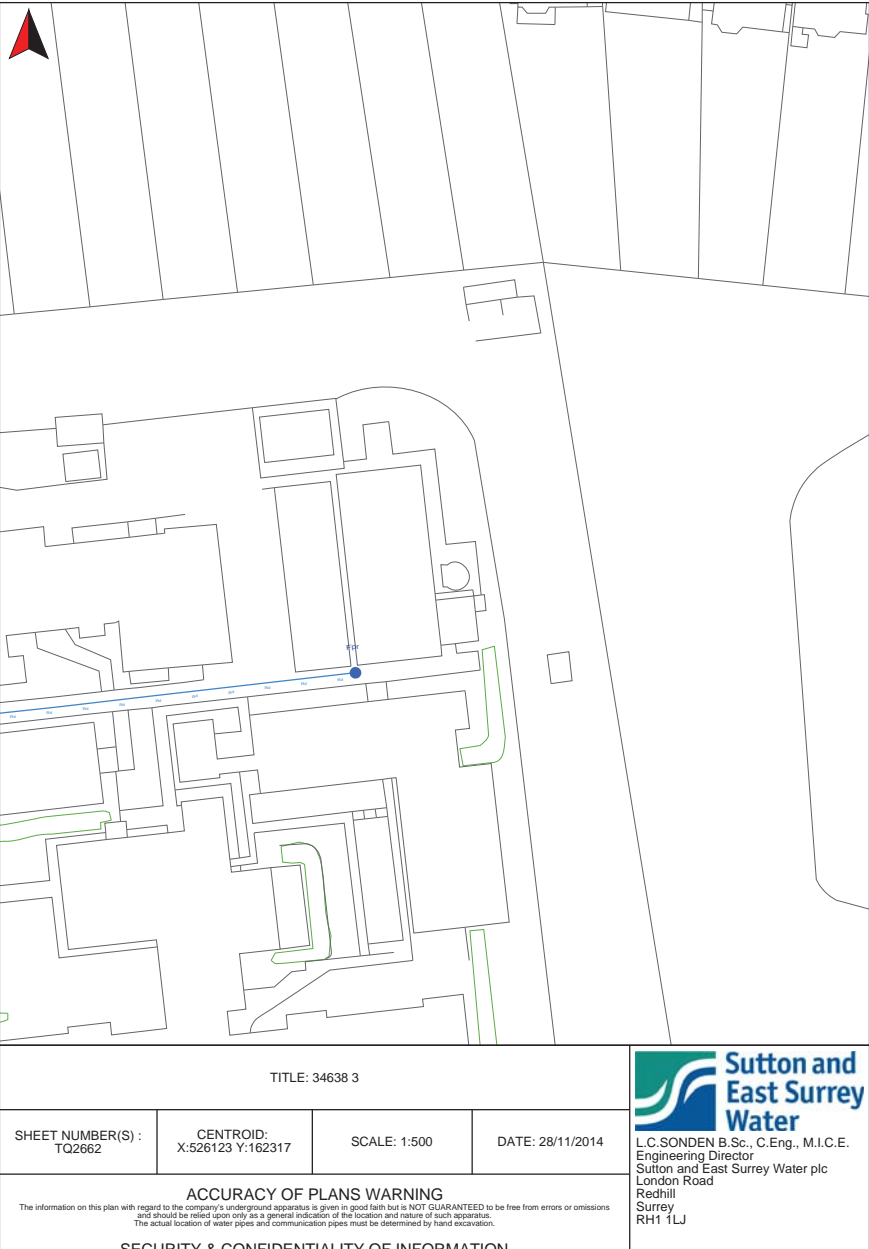 TITLE: 34638 3
SHEET NUMBER(S) :
TQ2662
CENTROID:
X:526123 Y:162317
SCALE: 1:500
DATE: 28/11/2014
ACCURACY OF PLANS WARNING
The information on this plan with regard to the company's underground apparatus is given in good faith but is NOT GUARANTEED to be free from errors or omissions
and should be relied upon only as a general indication of the location and nature of such apparatus.
The actual location of water pipes and communication pipes must be determined by hand excavation.
SECURITY & CONFIDENTIALITY OF INFORMATION
Sutton and
East Surrey
Water
L.C.SONDEN B.Sc., C.Eng., M.I.C.E.
Engineering Director
Sutton and East Surrey Water plc
London Road
Redhill
Surrey
RH1 1LJ